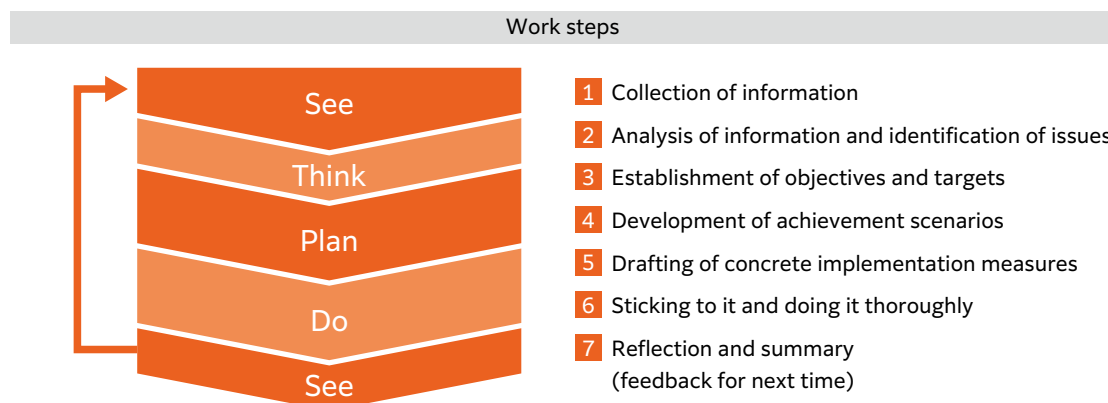 Work steps
See
Think
Plan
Do
See
1 Collection of information
2 Analysis of information and identification of issues
3 Establishment of objectives and targets
4 Development of achievement scenarios
5 Drafting of concrete implementation measures
6 Sticking to it and doing it thoroughly
7 Reflection and summary
(feedback for next time)